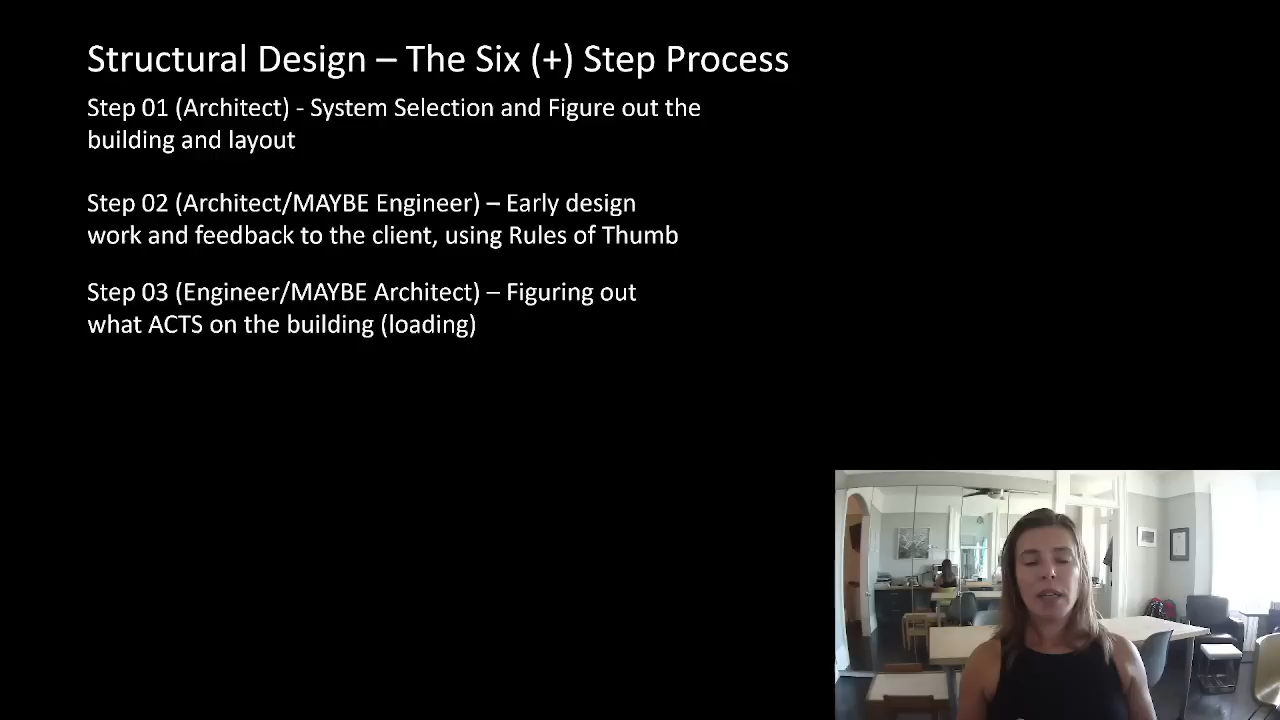 Structural Design – The Six (+) Step Process
Step 01 (Architect) - System Selection and Figure out the
building and layout
Step 02 (Architect/MAYBE Engineer) – Early design
work and feedback to the client, using Rules of Thumb
Step 03 (Engineer/MAYBE Architect) – Figuring out
what ACTS on the building (loading)